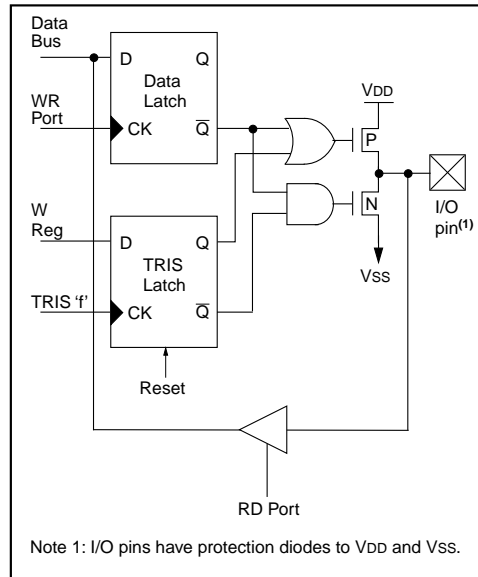 Data
Bus
D Q
Data
Latch
WR
Port
CK Q̅
VDD
P
N
I/O
pin(1)
VSS
W
Reg
D Q
TRIS
Latch
TRIS 'f'
CK Q̅
Reset
RD Port
Note 1: I/O pins have protection diodes to VDD and VSS.